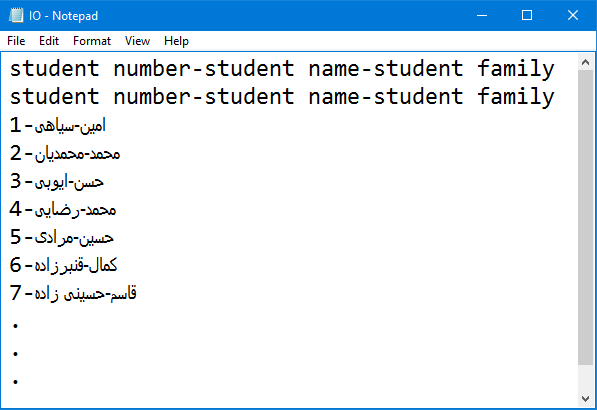 IO - Notepad
File Edit Format View Help
student number-student name-student family
student number-student name-student family
1-امین-سیاهی
2-محمد-محمدیان
3-حسن-ایوبی
4-محمد-رضایی
5-حسین-مرادی
6-کمال-قنبرزاده
7-قاسم-حسینی زاده
.
.
.